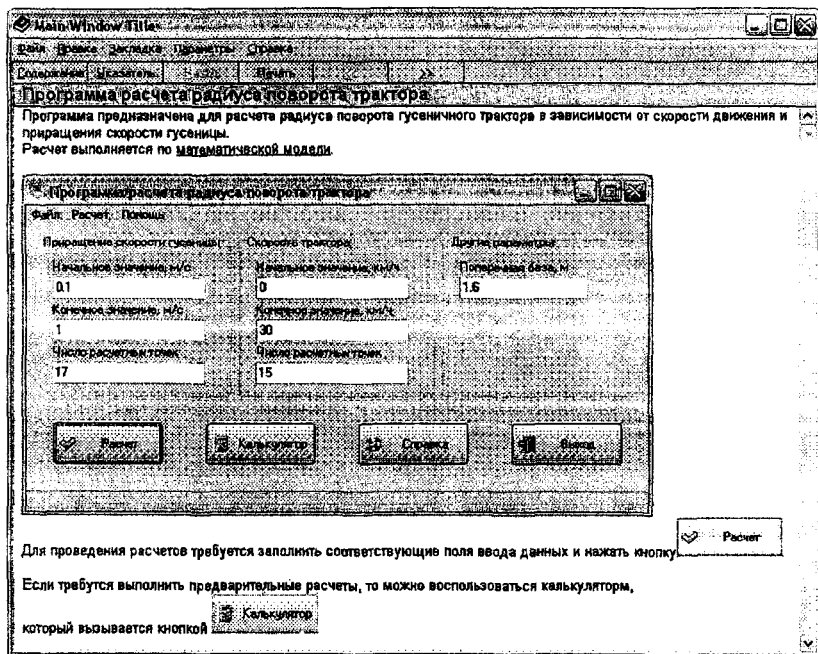 Main Window Title
Файл Правка Закладка Параметры Справка
Содержание Указатель Назад Печать << >>
Программа расчета радиуса поворота трактора
Программа предназначена для расчета радиуса поворота гусеничного трактора в зависимости от скорости движения и
приращения скорости гусеницы.
Расчет выполняется по математической модели.
Программа расчета радиуса поворота трактора
Файл Расчет Помощь
Приращение скорости гусеницы Скорость трактора Другие параметры
Начальное значение, м/с Начальное значение, км/ч Поперечная база, м
0.1 0 1.6
Конечное значение, м/с Конечное значение, км/ч
1 30
Число расчетных точек Число расчетных точек
17 15
Расчет Калькулятор Справка Выход
Для проведения расчетов требуется заполнить соответствующие поля ввода данных и нажать кнопку Расчет
Если требутся выполнить предварительные расчеты, то можно воспользоваться калькулятрм,
который вызывается кнопкой Калькулятор